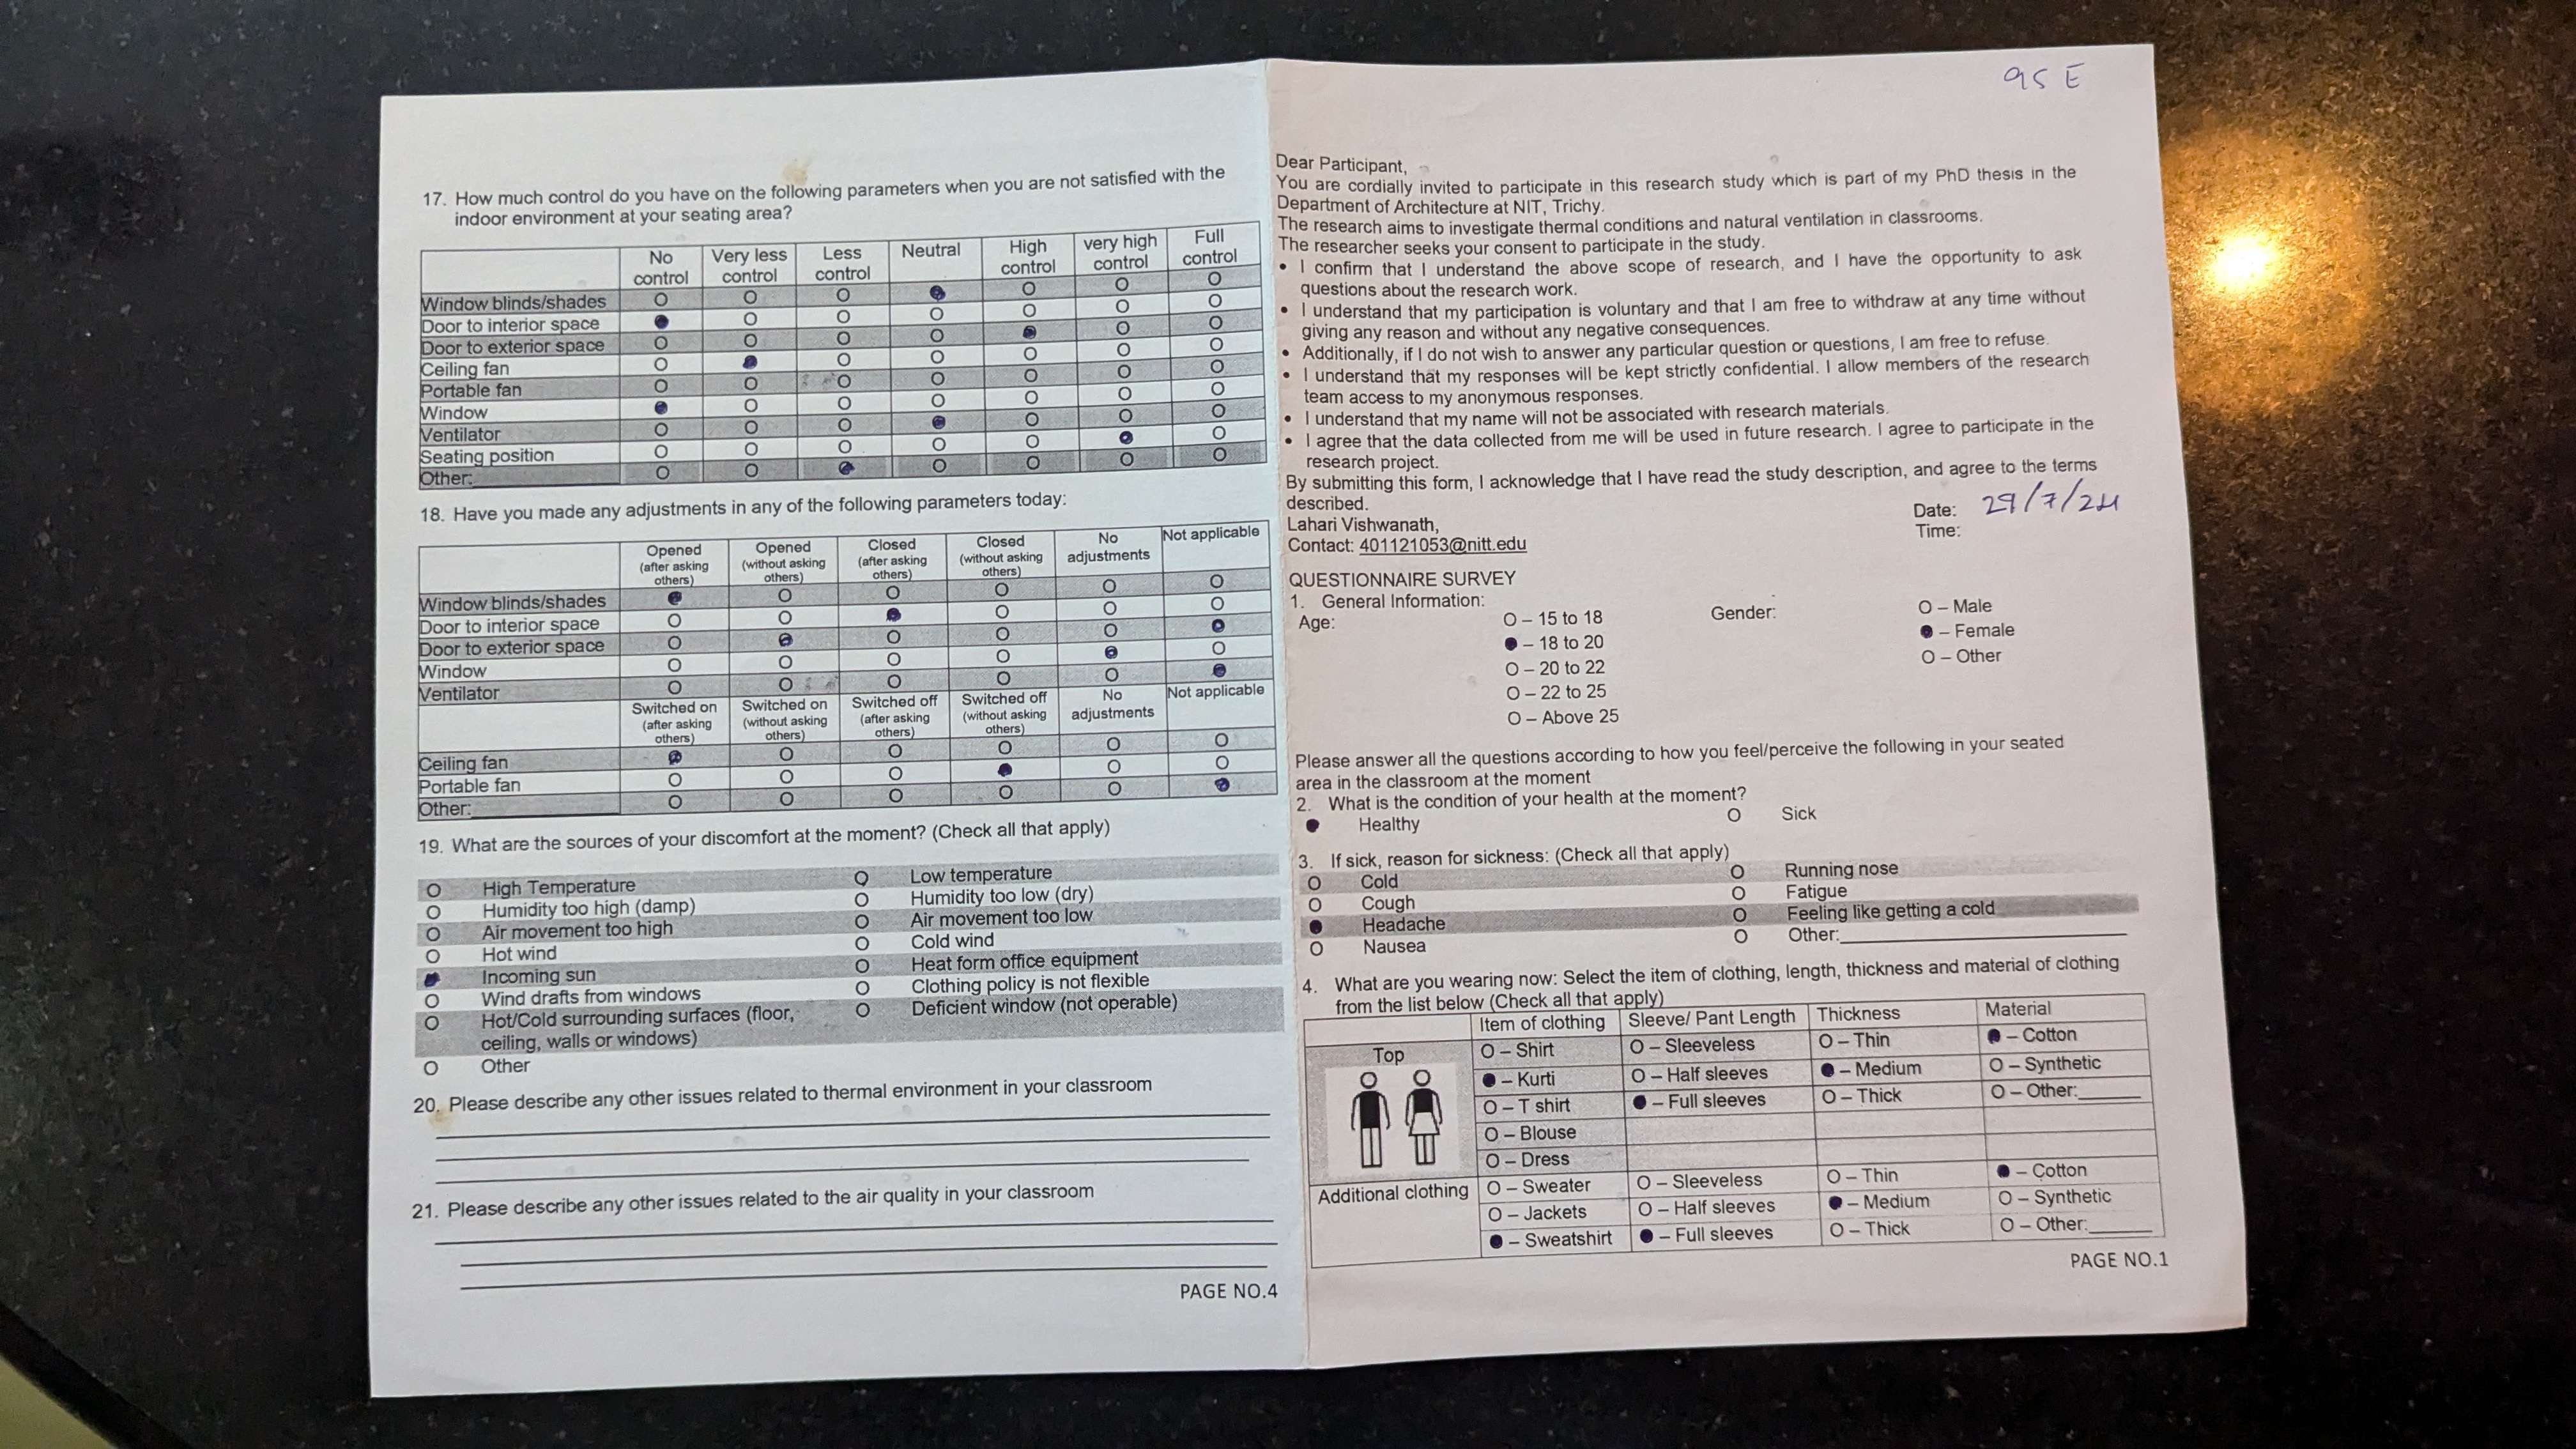 17. How much control do you have on the following parameters when you are not satisfied with the
indoor environment at your seating area?
No control | Very less control | Less control | Neutral | High control | very high control | Full control
Window blinds/shades O O O ● O O O
Door to interior space ● O O O O O O
Door to exterior space O O O O ● O O
Ceiling fan O ● O O O O O
Portable fan O O O O O O O
Window ● O O O O O O
Ventilator O O O ● O O O
Seating position O O O O O ● O
Other: O O ● O O O O
18. Have you made any adjustments in any of the following parameters today:
Opened (after asking others) | Opened (without asking others) | Closed (after asking others) | Closed (without asking others) | No adjustments | Not applicable
Window blinds/shades ● O O O O O
Door to interior space O O ● O O O
Door to exterior space O ● O O O ●
Window O O O O ● O
Ventilator O O O O O ●
Switched on (after asking others) | Switched on (without asking others) | Switched off (after asking others) | Switched off (without asking others) | No adjustments | Not applicable
Ceiling fan ● O O O O O
Portable fan O O O ● O O
Other: O O O O O ●
19. What are the sources of your discomfort at the moment? (Check all that apply)
O High Temperature O Low temperature
O Humidity too high (damp) O Humidity too low (dry)
O Air movement too high O Air movement too low
O Hot wind O Cold wind
● Incoming sun O Heat form office equipment
O Wind drafts from windows O Clothing policy is not flexible
O Hot/Cold surrounding surfaces (floor, O Deficient window (not operable)
ceiling, walls or windows)
O Other
20. Please describe any other issues related to thermal environment in your classroom
21. Please describe any other issues related to the air quality in your classroom
PAGE NO.4
95 E
Dear Participant,
You are cordially invited to participate in this research study which is part of my PhD thesis in the
Department of Architecture at NIT, Trichy.
The research aims to investigate thermal conditions and natural ventilation in classrooms.
The researcher seeks your consent to participate in the study.
• I confirm that I understand the above scope of research, and I have the opportunity to ask
questions about the research work.
• I understand that my participation is voluntary and that I am free to withdraw at any time without
giving any reason and without any negative consequences.
• Additionally, if I do not wish to answer any particular question or questions, I am free to refuse.
• I understand that my responses will be kept strictly confidential. I allow members of the research
team access to my anonymous responses.
• I understand that my name will not be associated with research materials.
• I agree that the data collected from me will be used in future research. I agree to participate in the
research project.
By submitting this form, I acknowledge that I have read the study description, and agree to the terms
described.
Lahari Vishwanath,
Contact: 401121053@nitt.edu
Date: 29/7/24
Time:
QUESTIONNAIRE SURVEY
1. General Information:
Age: O – 15 to 18 Gender: O – Male
● – 18 to 20 ● – Female
O – 20 to 22 O – Other
O – 22 to 25
O – Above 25
Please answer all the questions according to how you feel/perceive the following in your seated
area in the classroom at the moment
2. What is the condition of your health at the moment?
● Healthy O Sick
3. If sick, reason for sickness: (Check all that apply)
O Cold O Running nose
O Cough O Fatigue
● Headache O Feeling like getting a cold
O Nausea O Other:
4. What are you wearing now: Select the item of clothing, length, thickness and material of clothing
from the list below (Check all that apply)
Item of clothing | Sleeve/ Pant Length | Thickness | Material
Top O – Shirt O – Sleeveless O – Thin ● – Cotton
● – Kurti O – Half sleeves ● – Medium O – Synthetic
O – T shirt ● – Full sleeves O – Thick O – Other:
O – Blouse
O – Dress
Additional clothing O – Sweater O – Sleeveless O – Thin ● – Cotton
O – Jackets O – Half sleeves ● – Medium O – Synthetic
● – Sweatshirt ● – Full sleeves O – Thick O – Other:
PAGE NO.1